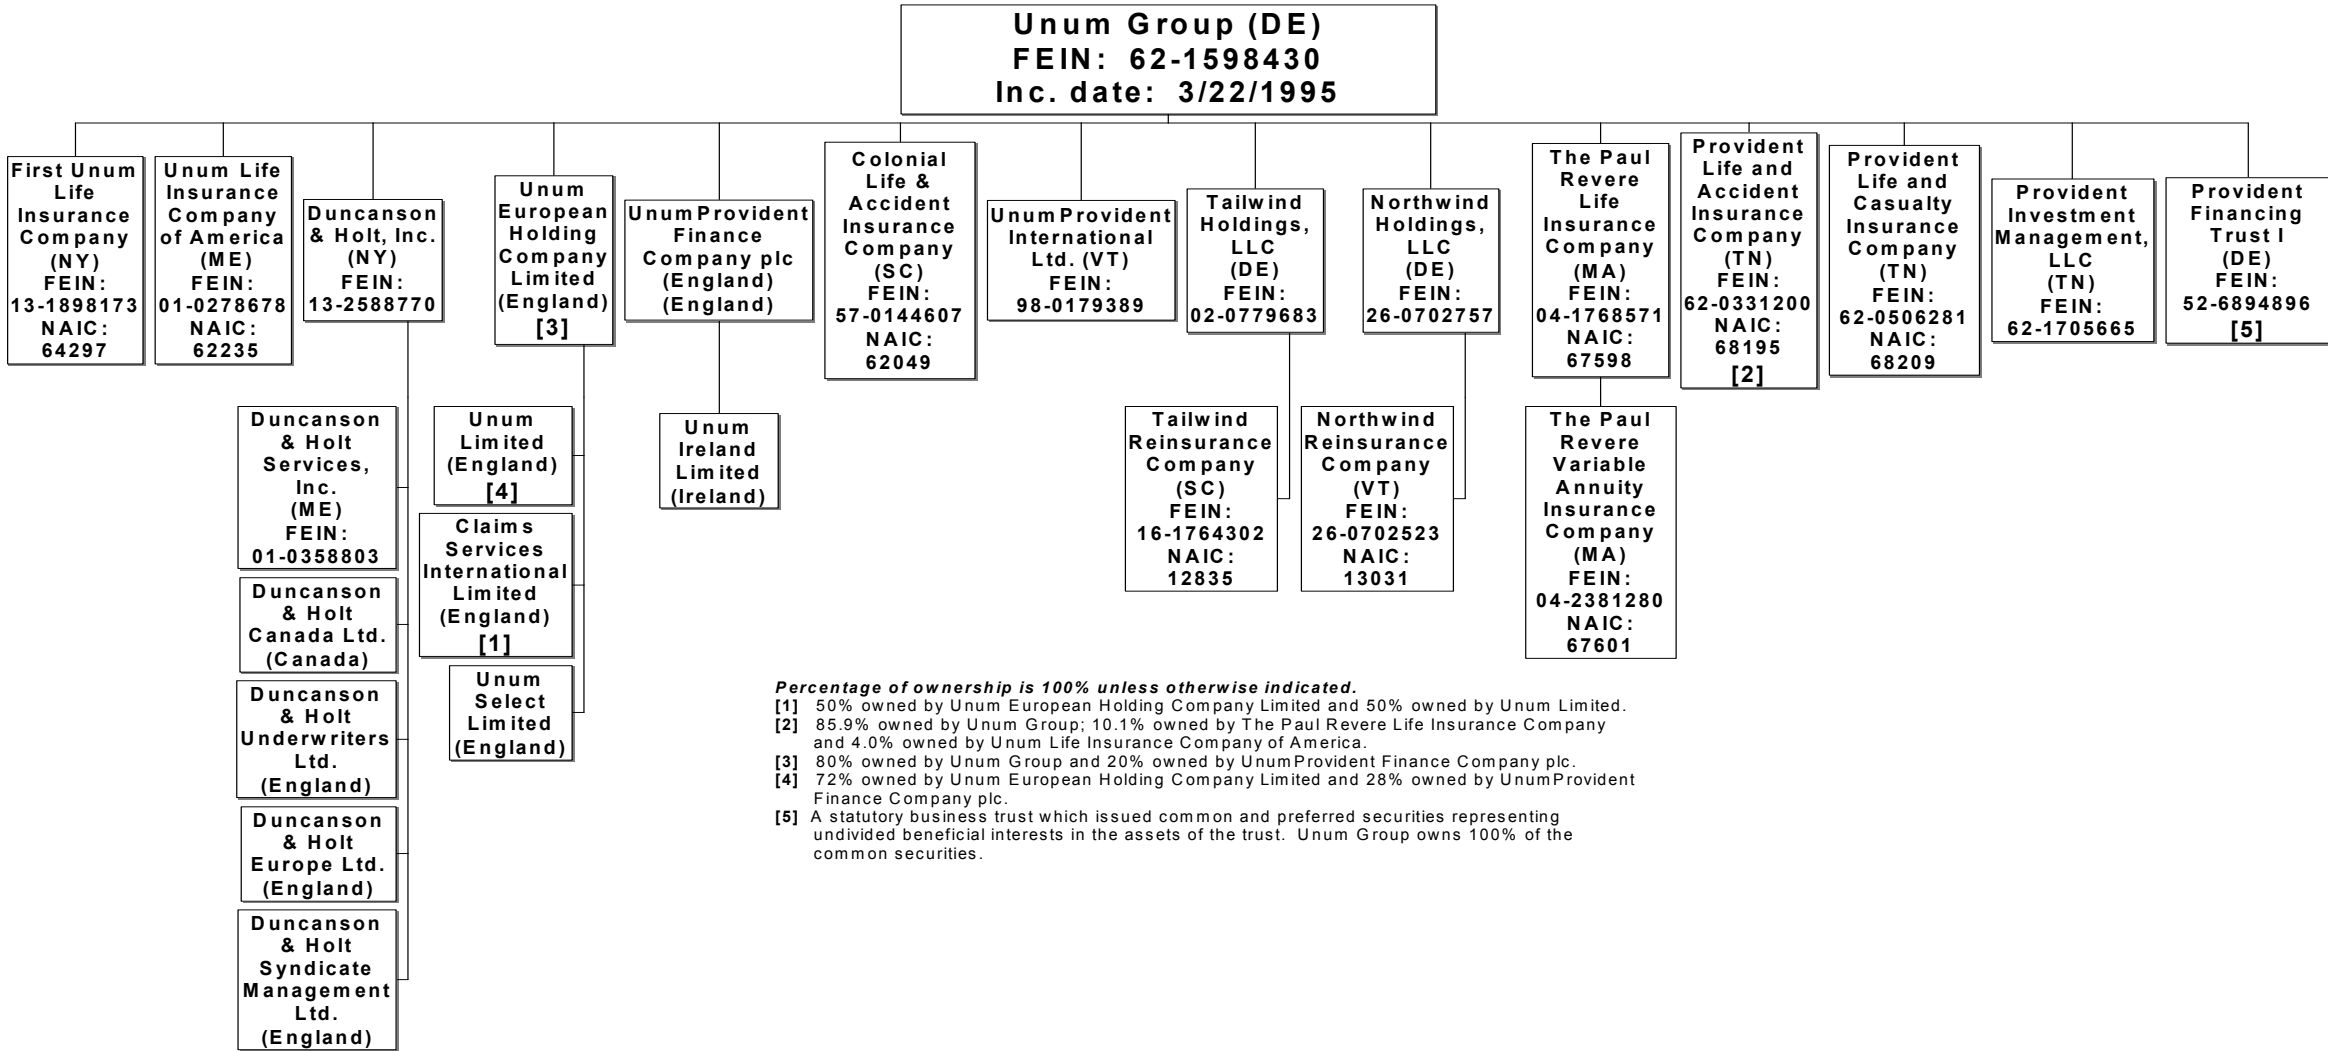 Unum Group (DE)
FEIN: 62-1598430
Inc. date: 3/22/1995
First Unum
Life
Insurance
Company
(NY)
FEIN:
13-1898173
NAIC:
64297
Unum Life
Insurance
Company
of America
(ME)
FEIN:
01-0278678
NAIC:
62235
Duncanson
& Holt, Inc.
(NY)
FEIN:
13-2588770
Unum
European
Holding
Company
Limited
(England)
[3]
UnumProvident
Finance
Company plc
(England)
(England)
Colonial
Life &
Accident
Insurance
Company
(SC)
FEIN:
57-0144607
NAIC:
62049
UnumProvident
International
Ltd. (VT)
FEIN:
98-0179389
Tailwind
Holdings,
LLC
(DE)
FEIN:
02-0779683
Northwind
Holdings,
LLC
(DE)
FEIN:
26-0702757
The Paul
Revere
Life
Insurance
Company
(MA)
FEIN:
04-1768571
NAIC:
67598
Provident
Life and
Accident
Insurance
Company
(TN)
FEIN:
62-0331200
NAIC:
68195
[2]
Provident
Life and
Casualty
Insurance
Company
(TN)
FEIN:
62-0506281
NAIC:
68209
Provident
Investment
Management,
LLC
(TN)
FEIN:
62-1705665
Provident
Financing
Trust I
(DE)
FEIN:
52-6894896
[5]
Duncanson
& Holt
Services,
Inc.
(ME)
FEIN:
01-0358803
Duncanson
& Holt
Canada Ltd.
(Canada)
Duncanson
& Holt
Underwriters
Ltd.
(England)
Duncanson
& Holt
Europe Ltd.
(England)
Duncanson
& Holt
Syndicate
Management
Ltd.
(England)
Unum
Limited
(England)
[4]
Claims
Services
International
Limited
(England)
[1]
Unum
Select
Limited
(England)
Unum
Ireland
Limited
(Ireland)
Tailwind
Reinsurance
Company
(SC)
FEIN:
16-1764302
NAIC:
12835
Northwind
Reinsurance
Company
(VT)
FEIN:
26-0702523
NAIC:
13031
The Paul
Revere
Variable
Annuity
Insurance
Company
(MA)
FEIN:
04-2381280
NAIC:
67601
Percentage of ownership is 100% unless otherwise indicated.
[1] 50% owned by Unum European Holding Company Limited and 50% owned by Unum Limited.
[2] 85.9% owned by Unum Group; 10.1% owned by The Paul Revere Life Insurance Company
and 4.0% owned by Unum Life Insurance Company of America.
[3] 80% owned by Unum Group and 20% owned by UnumProvident Finance Company plc.
[4] 72% owned by Unum European Holding Company Limited and 28% owned by UnumProvident
Finance Company plc.
[5] A statutory business trust which issued common and preferred securities representing
undivided beneficial interests in the assets of the trust. Unum Group owns 100% of the
common securities.